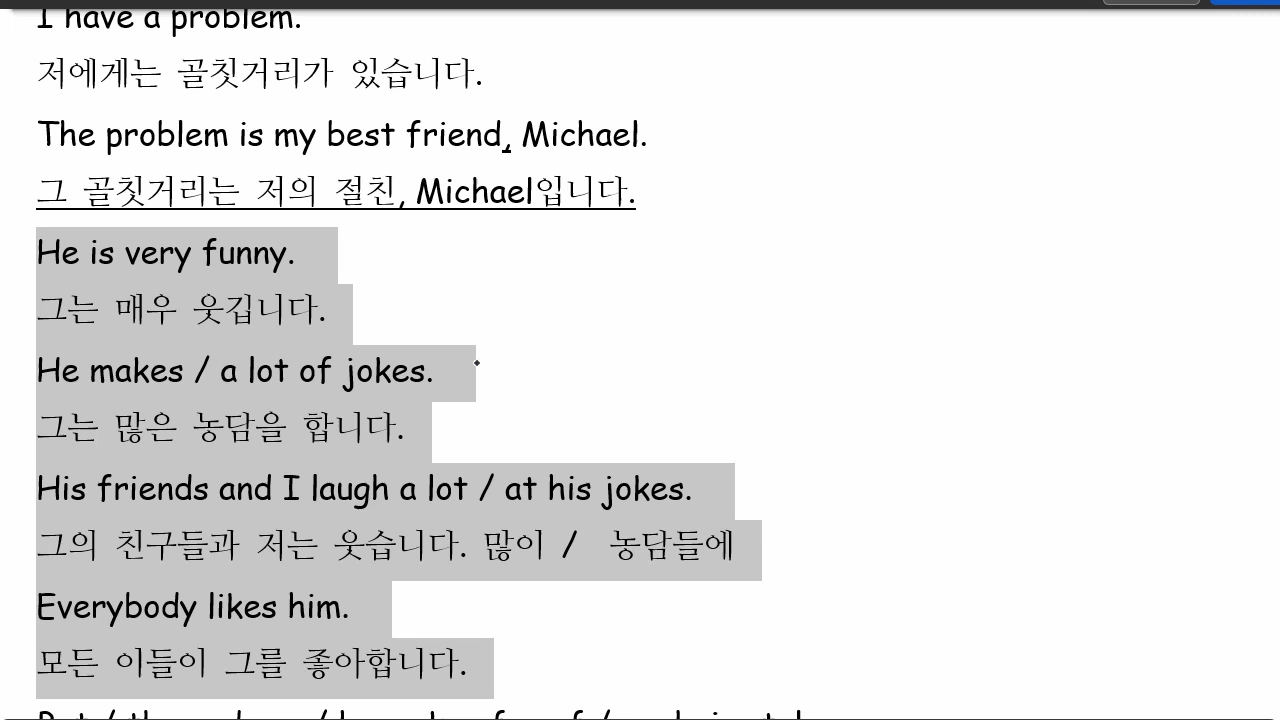 I have a problem.
저에게는 골칫거리가 있습니다.
The problem is my best friend, Michael.
그 골칫거리는 저의 절친, Michael입니다.
He is very funny.
그는 매우 웃깁니다.
He makes / a lot of jokes.
그는 많은 농담을 합니다.
His friends and I laugh a lot / at his jokes.
그의 친구들과 저는 웃습니다. 많이 / 농담들에
Everybody likes him.
모든 이들이 그를 좋아합니다.